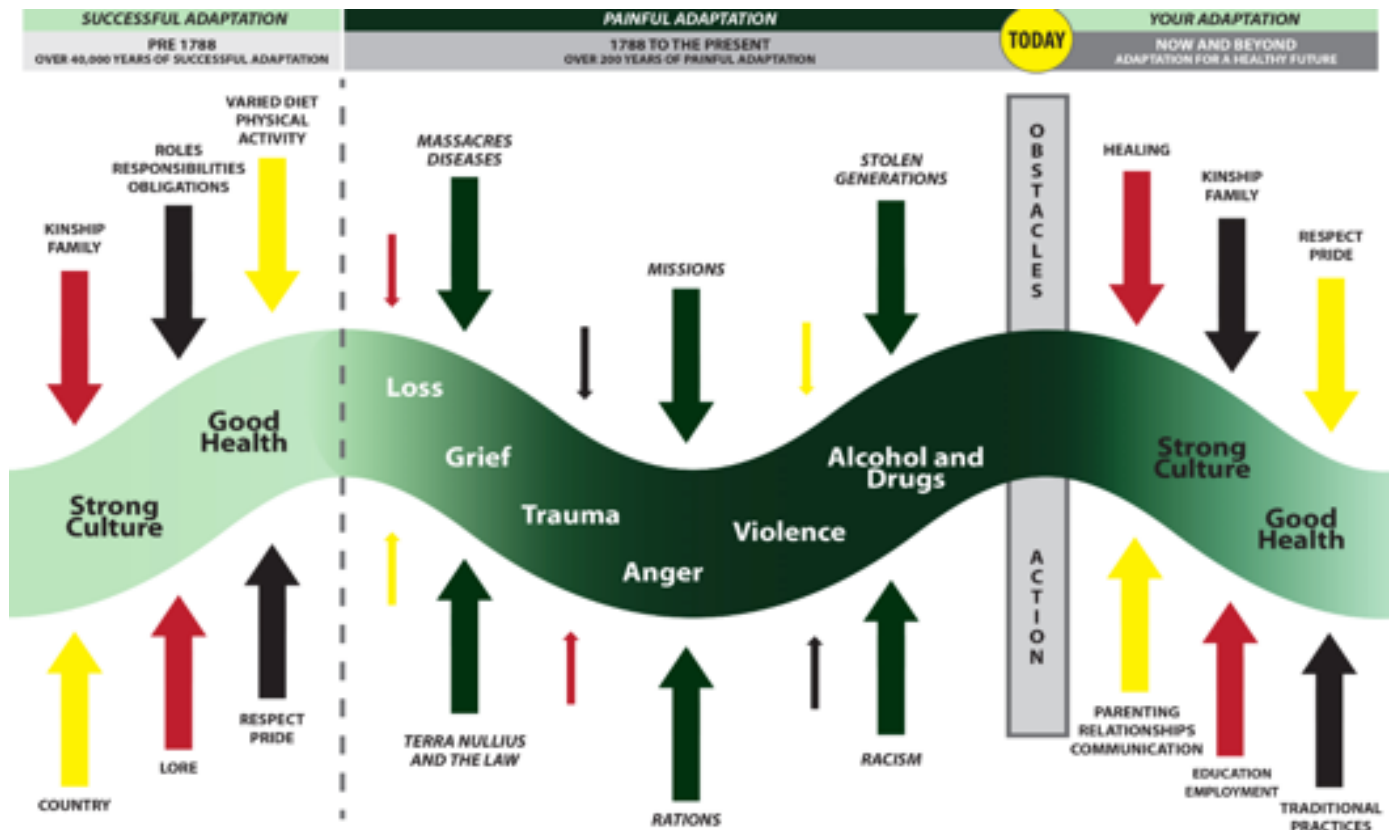 SUCCESSFUL ADAPTATION
PRE 1788
OVER 40,000 YEARS OF SUCCESSFUL ADAPTATION
PAINFUL ADAPTATION
1788 TO THE PRESENT
OVER 200 YEARS OF PAINFUL ADAPTATION
TODAY
YOUR ADAPTATION
NOW AND BEYOND
ADAPTATION FOR A HEALTHY FUTURE
KINSHIP
FAMILY
ROLES
RESPONSIBILITIES
OBLIGATIONS
VARIED DIET
PHYSICAL
ACTIVITY
Strong
Culture
Good
Health
COUNTRY
LORE
RESPECT
PRIDE
MASSACRES
DISEASES
MISSIONS
STOLEN
GENERATIONS
Loss
Grief
Trauma
Anger
Violence
Alcohol and
Drugs
TERRA NULLIUS
AND THE LAW
RATIONS
RACISM
OBSTACLES
ACTION
HEALING
KINSHIP
FAMILY
RESPECT
PRIDE
Strong
Culture
Good
Health
PARENTING
RELATIONSHIPS
COMMUNICATION
EDUCATION
EMPLOYMENT
TRADITIONAL
PRACTICES